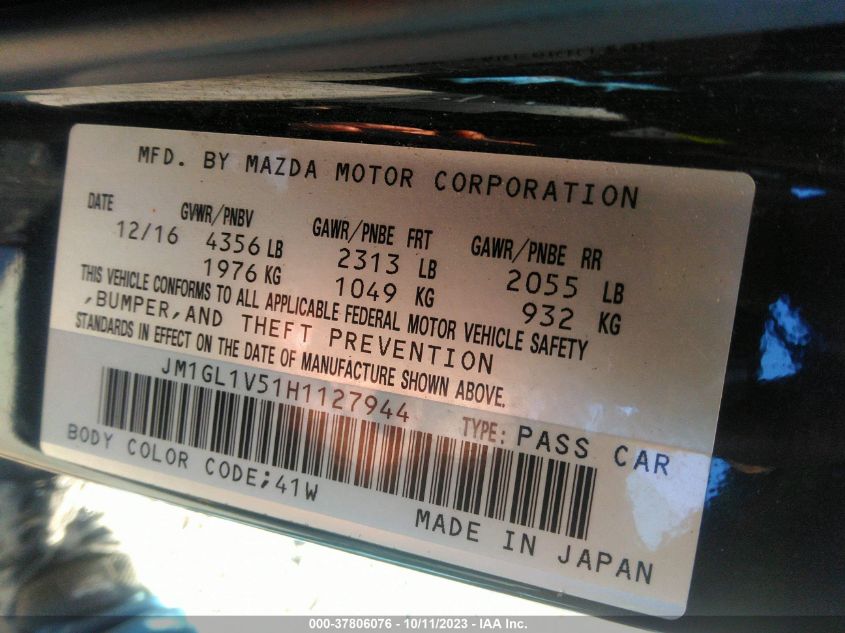 MFD. BY MAZDA MOTOR CORPORATION
DATE GVWR/PNBV GAWR/PNBE FRT GAWR/PNBE RR
12/16 4356 LB 2313 LB 2055 LB
1976 KG 1049 KG 932 KG
THIS VEHICLE CONFORMS TO ALL APPLICABLE FEDERAL MOTOR VEHICLE SAFETY
,BUMPER,AND THEFT PREVENTION
STANDARDS IN EFFECT ON THE DATE OF MANUFACTURE SHOWN ABOVE.
JM1GL1V51H1127944 TYPE: PASS CAR
BODY COLOR CODE;41W
MADE IN JAPAN
000-37806076 - 10/11/2023 - IAA Inc.